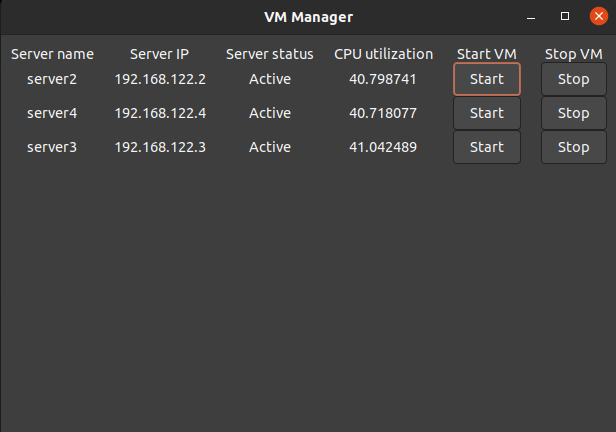 VM Manager
Server name Server IP Server status CPU utilization Start VM Stop VM
server2 192.168.122.2 Active 40.798741 Start Stop
server4 192.168.122.4 Active 40.718077 Start Stop
server3 192.168.122.3 Active 41.042489 Start Stop